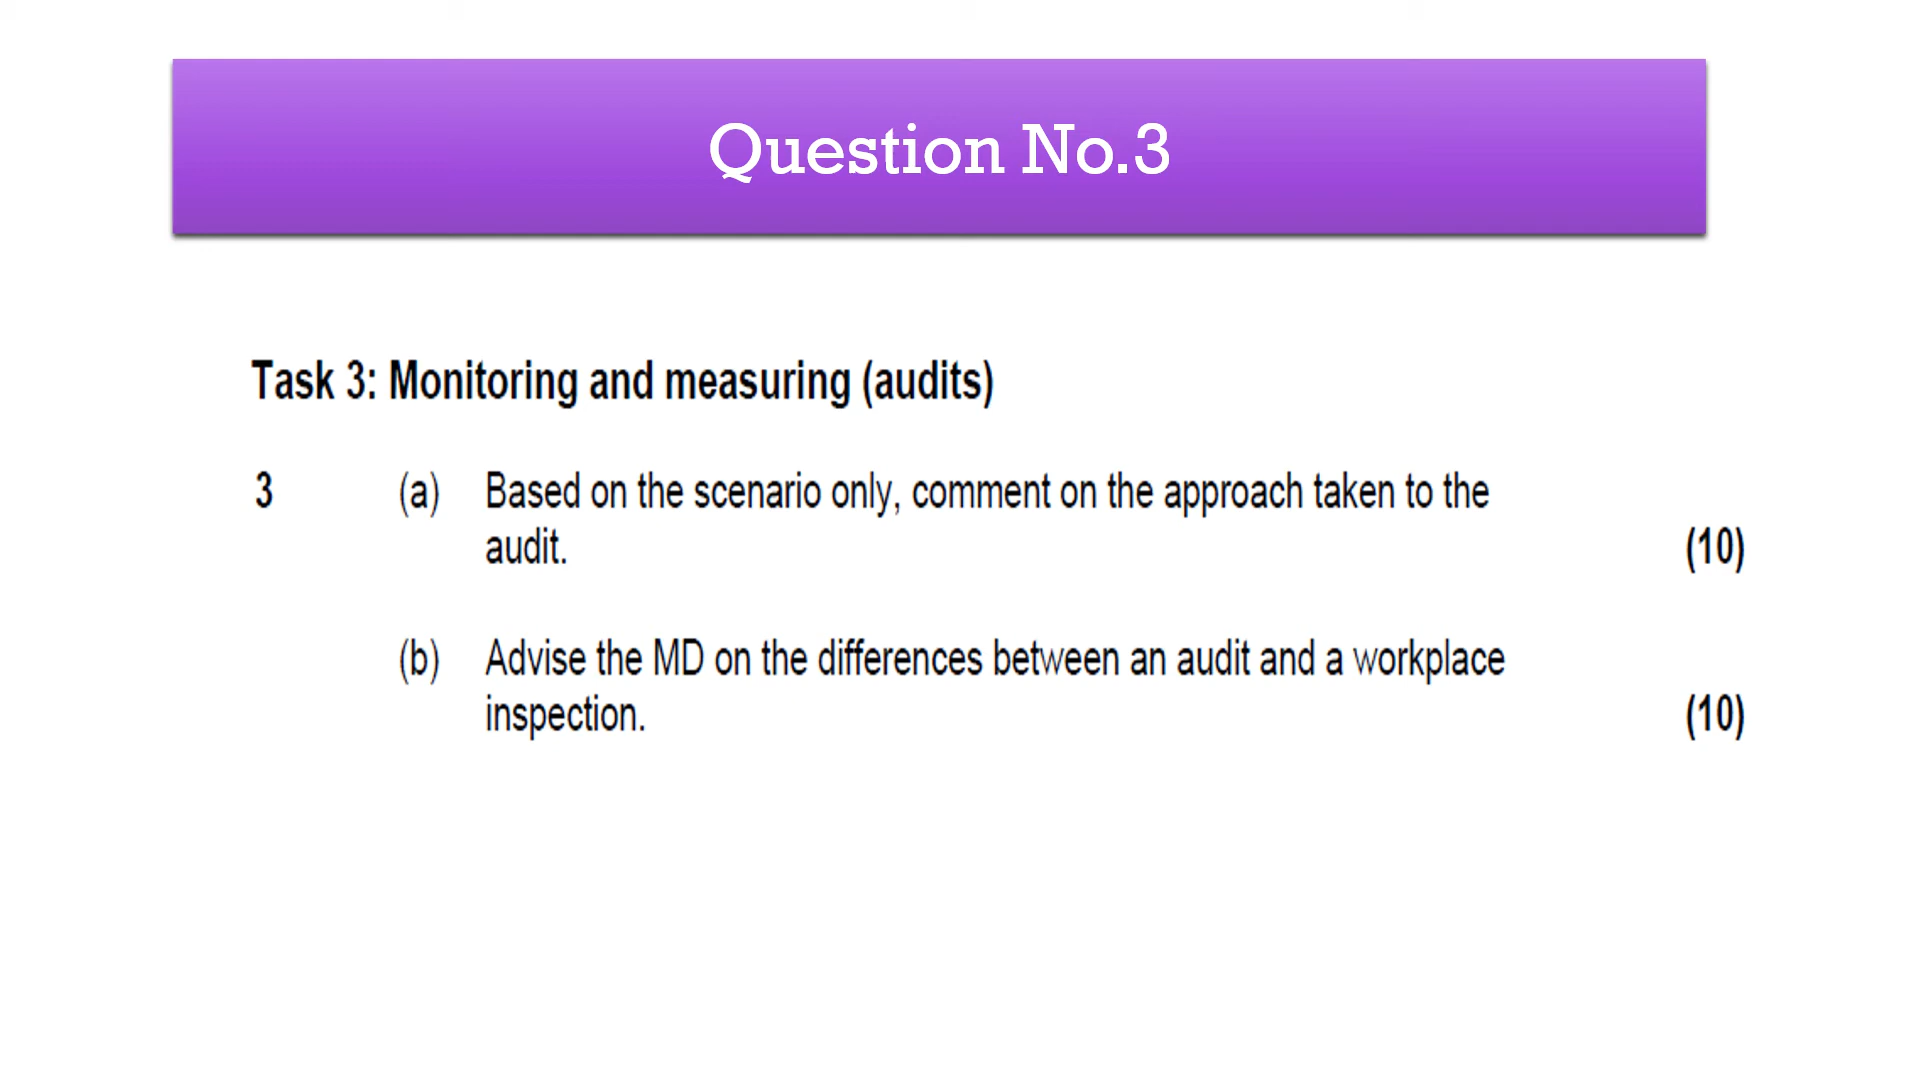 Question No.3
Task 3: Monitoring and measuring (audits)
3 (a) Based on the scenario only, comment on the approach taken to the
audit. (10)
(b) Advise the MD on the differences between an audit and a workplace
inspection. (10)